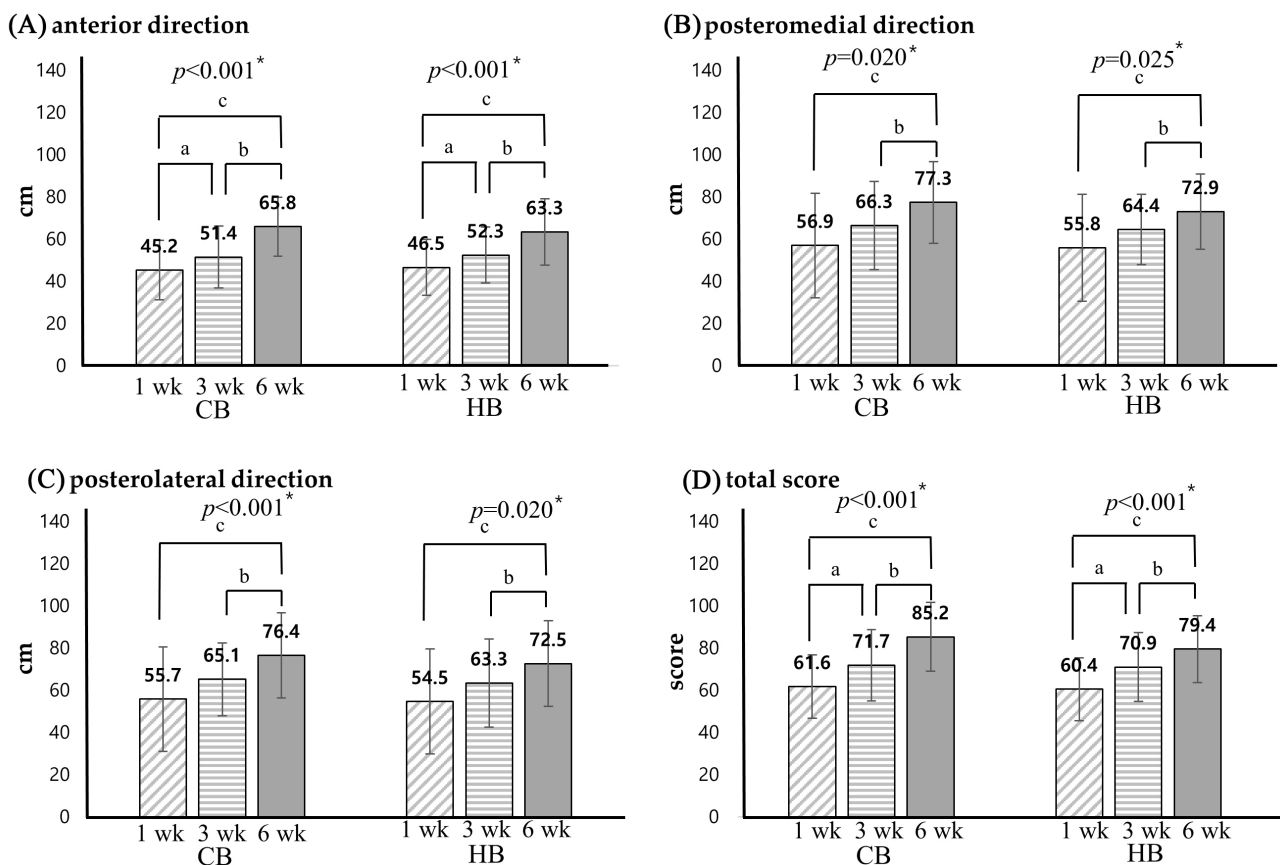 (A) anterior direction
p<0.001*
p<0.001*
c
c
a
b
a
b
140
120
100
80
60
40
20
0
cm
45.2
51.4
65.8
46.5
52.3
63.3
1 wk 3 wk 6 wk
1 wk 3 wk 6 wk
CB
HB
(B) posteromedial direction
p=0.020*
p=0.025*
c
c
b
b
140
120
100
80
60
40
20
0
cm
56.9
66.3
77.3
55.8
64.4
72.9
1 wk 3 wk 6 wk
1 wk 3 wk 6 wk
CB
HB
(C) posterolateral direction
p<0.001*
p=0.020*
c
c
b
b
140
120
100
80
60
40
20
0
cm
55.7
65.1
76.4
54.5
63.3
72.5
1 wk 3 wk 6 wk
1 wk 3 wk 6 wk
CB
HB
(D) total score
p<0.001*
p<0.001*
c
c
a
b
a
b
140
120
100
80
60
40
20
0
score
61.6
71.7
85.2
60.4
70.9
79.4
1 wk 3 wk 6 wk
1 wk 3 wk 6 wk
CB
HB